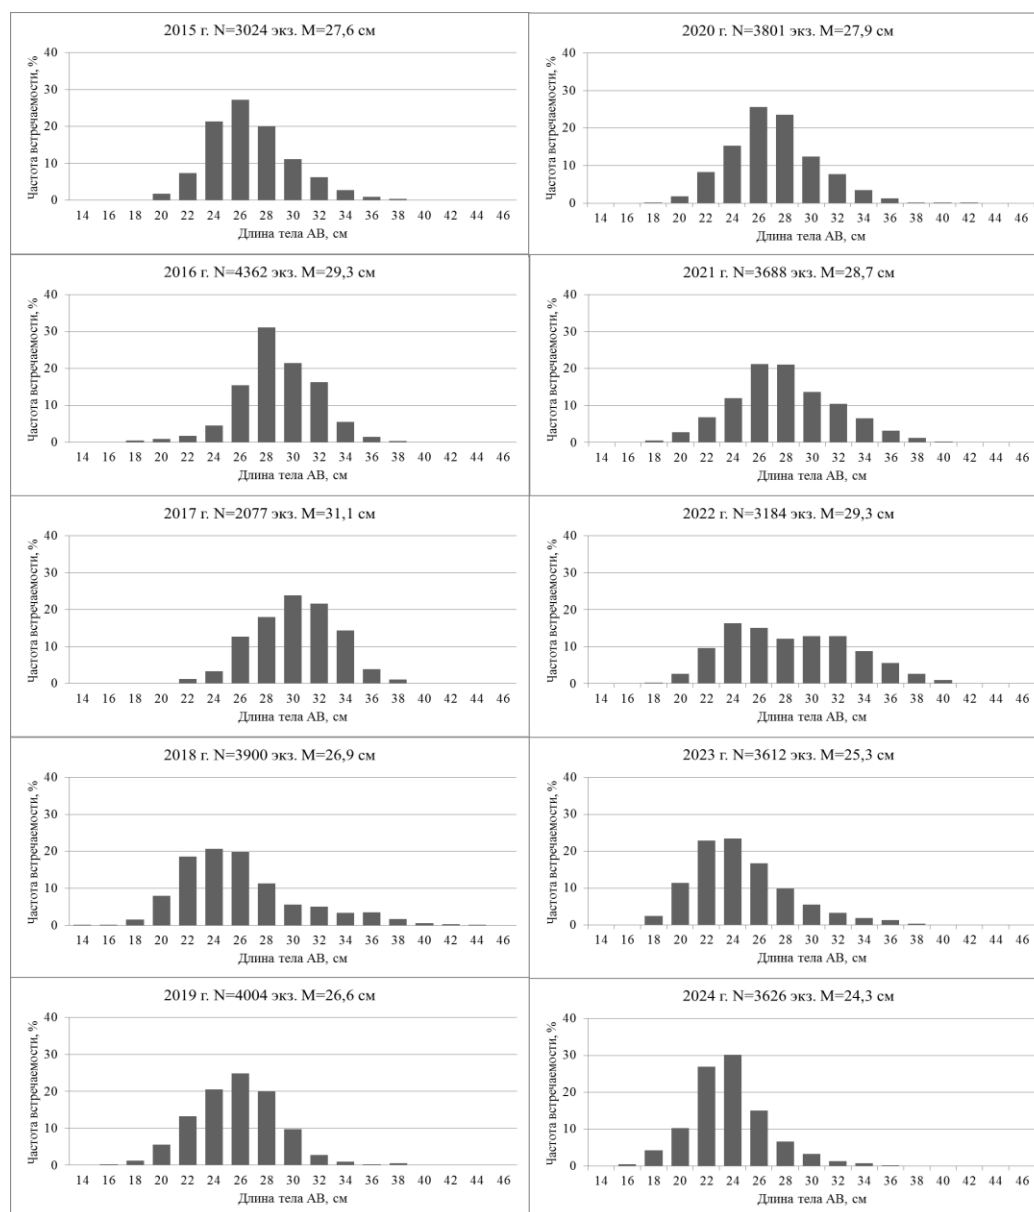 2015 г. N=3024 экз. M=27,6 см
Частота встречаемости, %
40
30
20
10
0
14 16 18 20 22 24 26 28 30 32 34 36 38 40 42 44 46
Длина тела АВ, см
2020 г. N=3801 экз. M=27,9 см
Частота встречаемости, %
40
30
20
10
0
14 16 18 20 22 24 26 28 30 32 34 36 38 40 42 44 46
Длина тела АВ, см
2016 г. N=4362 экз. M=29,3 см
Частота встречаемости, %
40
30
20
10
0
14 16 18 20 22 24 26 28 30 32 34 36 38 40 42 44 46
Длина тела АВ, см
2021 г. N=3688 экз. M=28,7 см
Частота встречаемости, %
40
30
20
10
0
14 16 18 20 22 24 26 28 30 32 34 36 38 40 42 44 46
Длина тела АВ, см
2017 г. N=2077 экз. M=31,1 см
Частота встречаемости, %
40
30
20
10
0
14 16 18 20 22 24 26 28 30 32 34 36 38 40 42 44 46
Длина тела АВ, см
2022 г. N=3184 экз. M=29,3 см
Частота встречаемости, %
40
30
20
10
0
14 16 18 20 22 24 26 28 30 32 34 36 38 40 42 44 46
Длина тела АВ, см
2018 г. N=3900 экз. M=26,9 см
Частота встречаемости, %
40
30
20
10
0
14 16 18 20 22 24 26 28 30 32 34 36 38 40 42 44 46
Длина тела АВ, см
2023 г. N=3612 экз. M=25,3 см
Частота встречаемости, %
40
30
20
10
0
14 16 18 20 22 24 26 28 30 32 34 36 38 40 42 44 46
Длина тела АВ, см
2019 г. N=4004 экз. M=26,6 см
Частота встречаемости, %
40
30
20
10
0
14 16 18 20 22 24 26 28 30 32 34 36 38 40 42 44 46
Длина тела АВ, см
2024 г. N=3626 экз. M=24,3 см
Частота встречаемости, %
40
30
20
10
0
14 16 18 20 22 24 26 28 30 32 34 36 38 40 42 44 46
Длина тела АВ, см